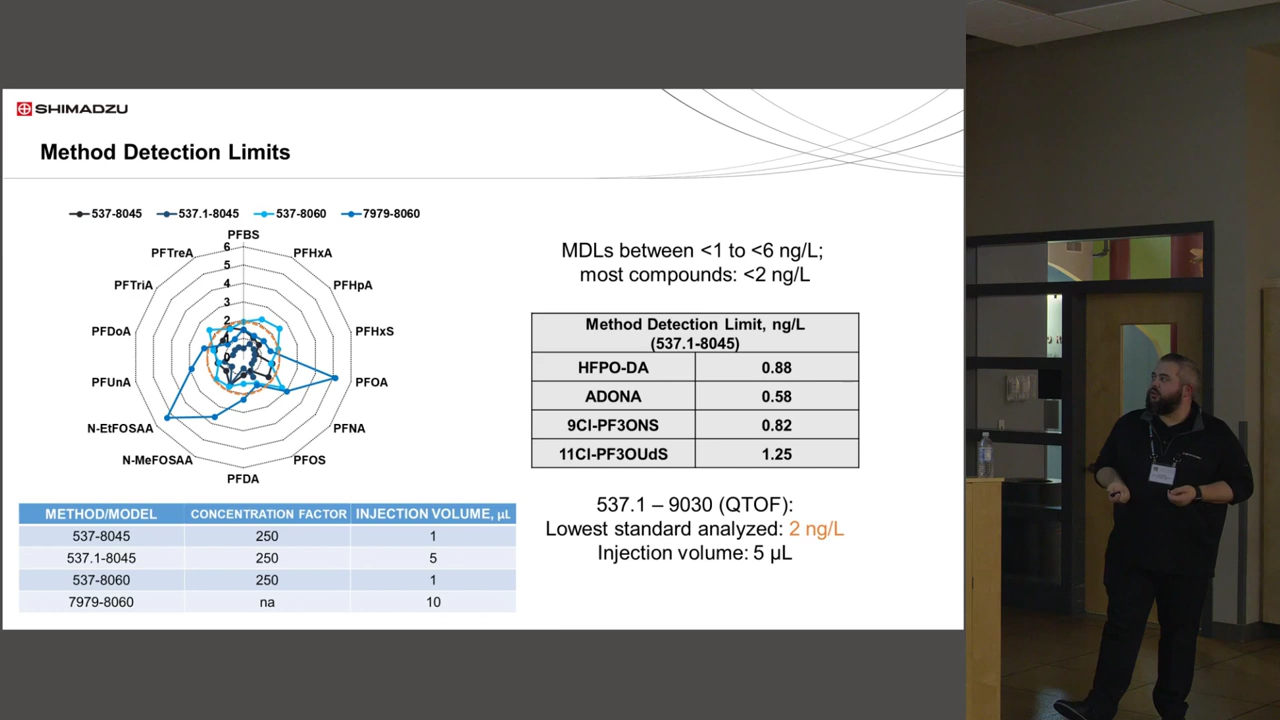 SHIMADZU
Method Detection Limits
537-8045 537.1-8045 537-8060 7979-8060
PFBS
PFHxA
PFHpA
PFHxS
PFOA
PFNA
PFOS
PFDA
N-MeFOSAA
N-EtFOSAA
PFUnA
PFDoA
PFTriA
PFTreA
6
5
4
3
2
1
0
METHOD/MODEL CONCENTRATION FACTOR INJECTION VOLUME, µL
537-8045 250 1
537.1-8045 250 5
537-8060 250 1
7979-8060 na 10
MDLs between <1 to <6 ng/L;
most compounds: <2 ng/L
Method Detection Limit, ng/L
(537.1-8045)
HFPO-DA 0.88
ADONA 0.58
9Cl-PF3ONS 0.82
11Cl-PF3OUdS 1.25
537.1 – 9030 (QTOF):
Lowest standard analyzed: 2 ng/L
Injection volume: 5 µL